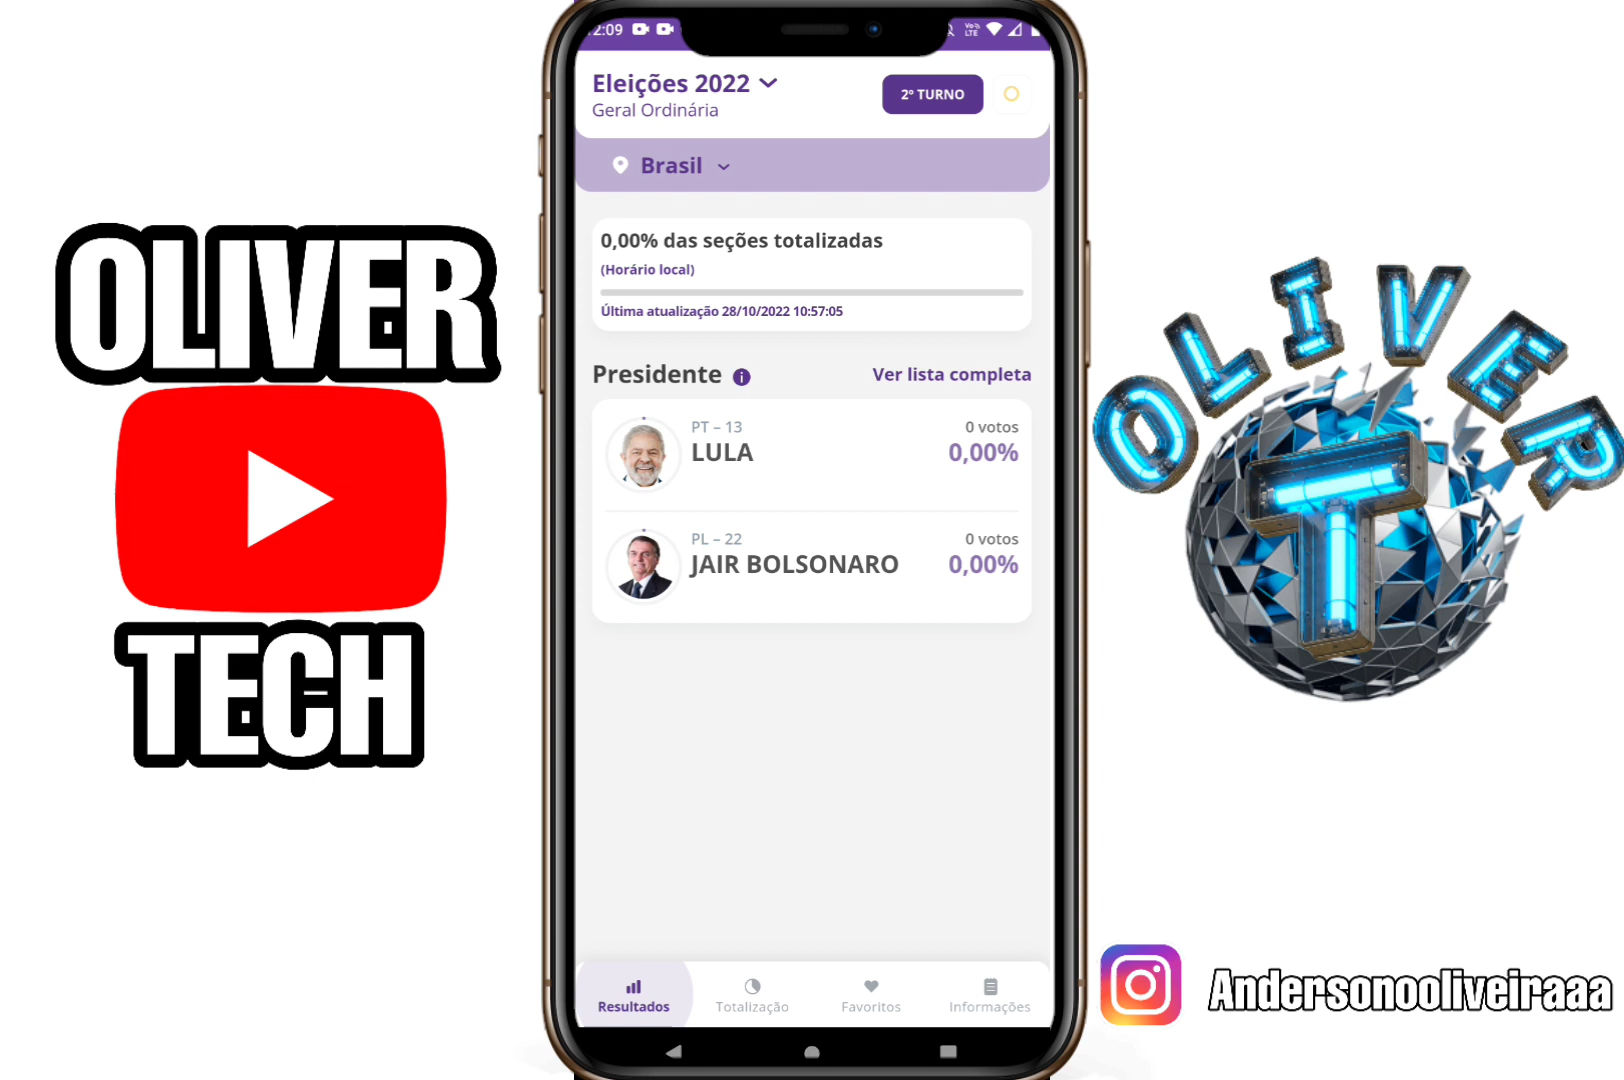 OLIVER
TECH
2:09
Vo)) LTE
Eleições 2022
Geral Ordinária
2º TURNO
Brasil
0,00% das seções totalizadas
(Horário local)
Última atualização 28/10/2022 10:57:05
Presidente i
Ver lista completa
PT – 13
0 votos
LULA
0,00%
PL – 22
0 votos
JAIR BOLSONARO
0,00%
Resultados
Totalização
Favoritos
Informações
OLIVER
T
Andersonooliveiraaa